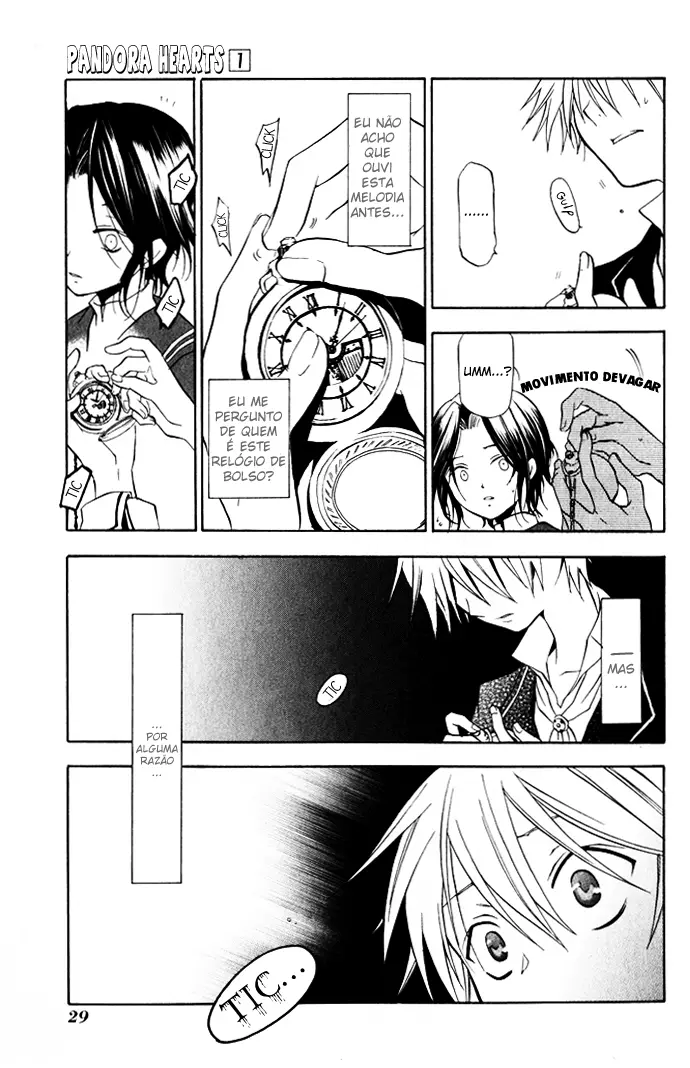 PANDORA HEARTS 1
......
GULP
UMM...?
MOVIMENTO DEVAGAR
EU NÃO
ACHO
QUE
OUVI
ESTA
MELODIA
ANTES...
CLICK
CLICK
EU ME
PERGUNTO
DE QUEM
É ESTE
RELÓGIO DE
BOLSO?
TIC
TIC
TIC
—
MAS
...
TIC
...
POR
ALGUMA
RAZÃO
...
TIC...
29